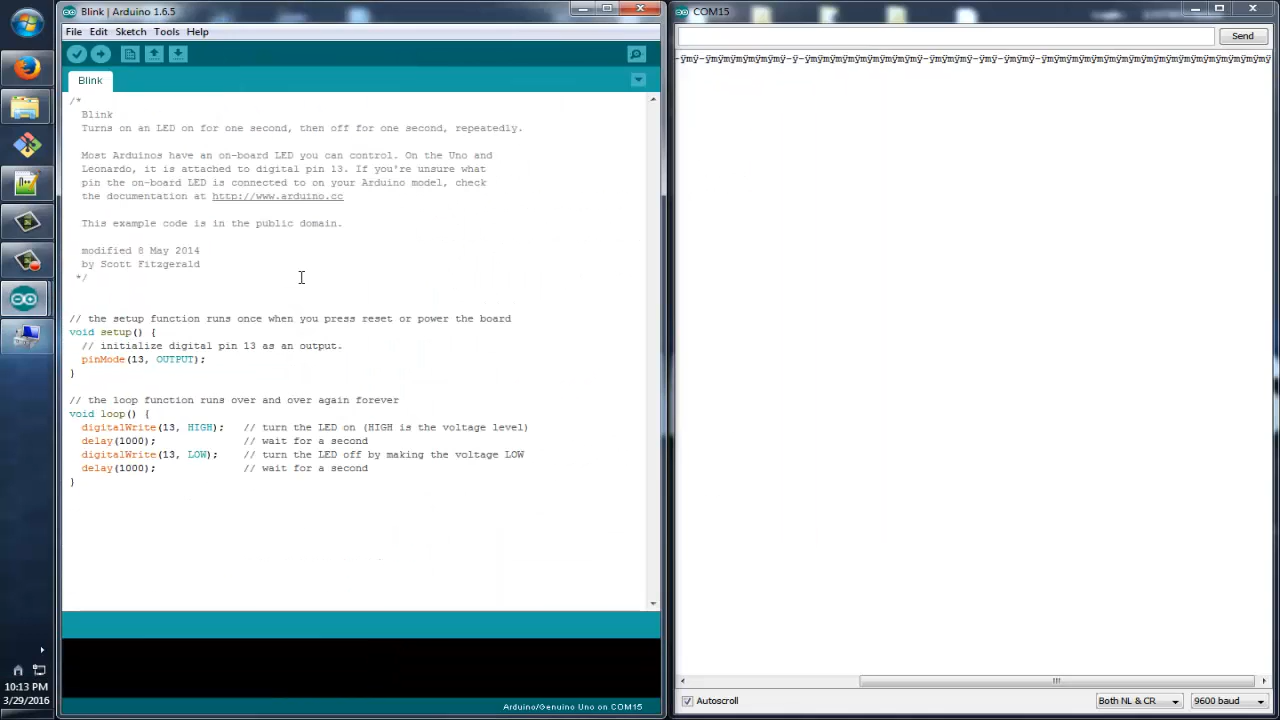 Blink | Arduino 1.6.5
File Edit Sketch Tools Help
Blink
/*
Blink
Turns on an LED on for one second, then off for one second, repeatedly.
Most Arduinos have an on-board LED you can control. On the Uno and
Leonardo, it is attached to digital pin 13. If you're unsure what
pin the on-board LED is connected to on your Arduino model, check
the documentation at http://www.arduino.cc
This example code is in the public domain.
modified 8 May 2014
by Scott Fitzgerald
*/
// the setup function runs once when you press reset or power the board
void setup() {
// initialize digital pin 13 as an output.
pinMode(13, OUTPUT);
}
// the loop function runs over and over again forever
void loop() {
digitalWrite(13, HIGH);   // turn the LED on (HIGH is the voltage level)
delay(1000);              // wait for a second
digitalWrite(13, LOW);    // turn the LED off by making the voltage LOW
delay(1000);              // wait for a second
}
Arduino/Genuino Uno on COM15
COM15
Send
Autoscroll
Both NL & CR
9600 baud
10:13 PM
3/29/2016